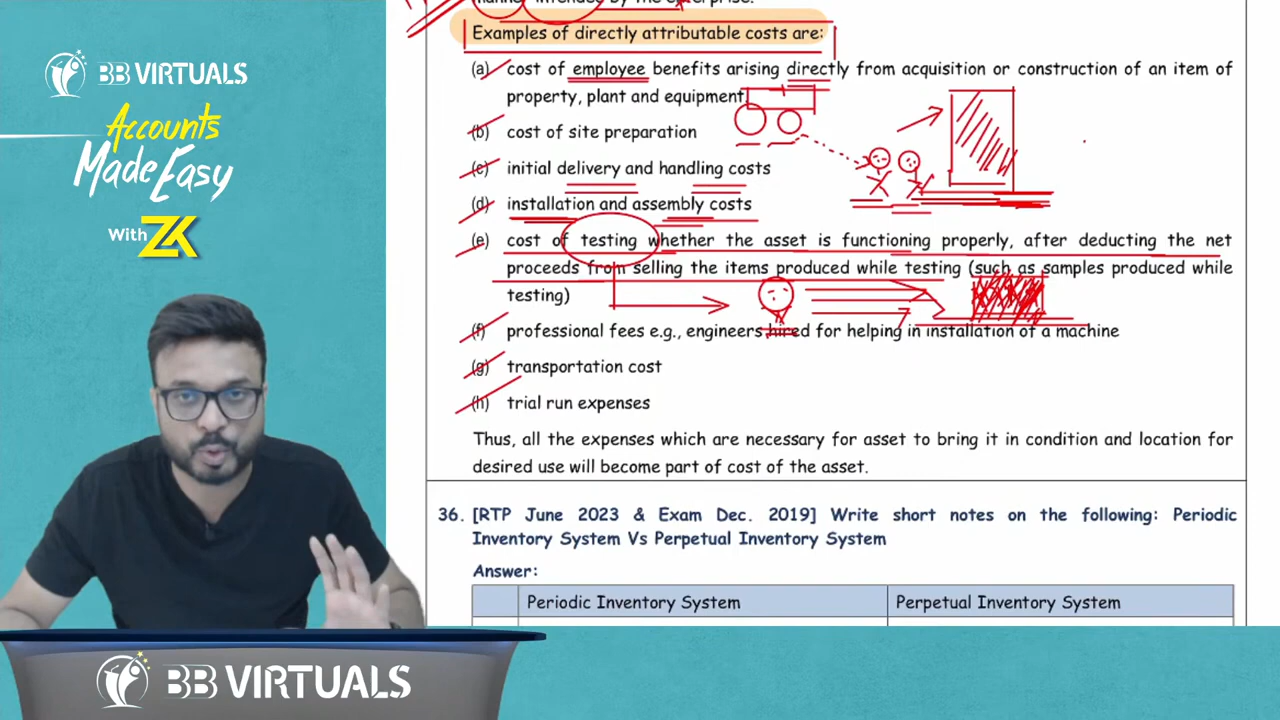 BB VIRTUALS
Accounts
Made Easy
With ZK
manner intended by the enterprise.
Examples of directly attributable costs are:
(a) cost of employee benefits arising directly from acquisition or construction of an item of
property, plant and equipment
(b) cost of site preparation
(c) initial delivery and handling costs
(d) installation and assembly costs
(e) cost of testing whether the asset is functioning properly, after deducting the net
proceeds from selling the items produced while testing (such as samples produced while
testing)
(f) professional fees e.g., engineers hired for helping in installation of a machine
(g) transportation cost
(h) trial run expenses
Thus, all the expenses which are necessary for asset to bring it in condition and location for
desired use will become part of cost of the asset.
36. [RTP June 2023 & Exam Dec. 2019] Write short notes on the following: Periodic
Inventory System Vs Perpetual Inventory System
Answer:
Periodic Inventory System
Perpetual Inventory System
BB VIRTUALS